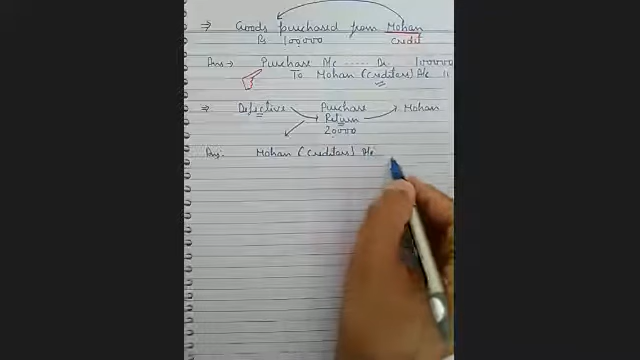 ⇒ Goods purchased from Mohan
Rs 100000 credit
Ans → Purchase A/c ..... Dr 100000
To Mohan (creditors) A/c 11
⇒ Defective Purchase Mohan
Return
20000
Ans: Mohan (creditors) A/c